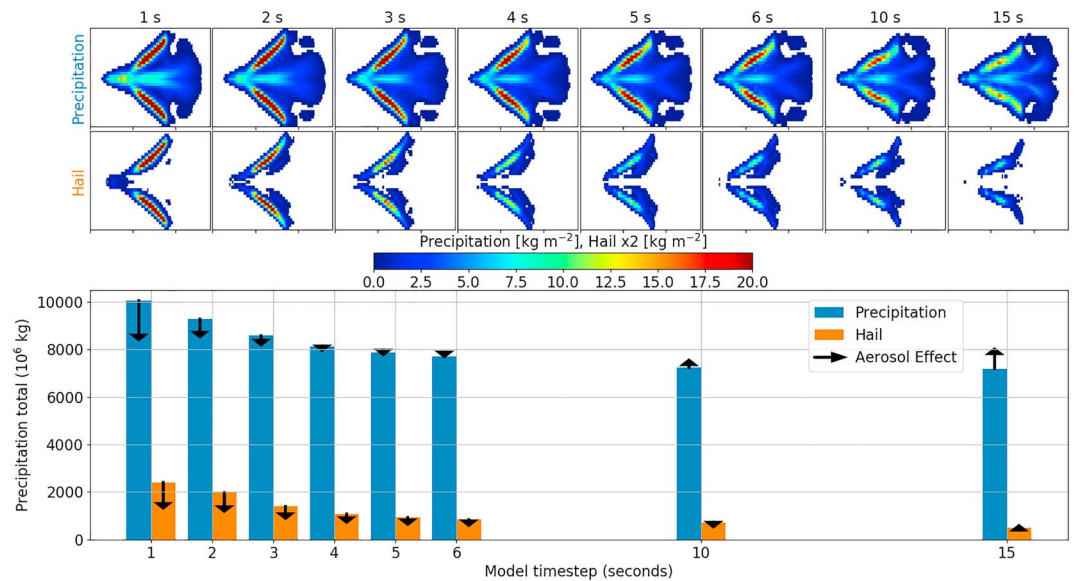 1 s 2 s 3 s 4 s 5 s 6 s 10 s 15 s
Precipitation
Hail
Precipitation [kg m⁻²], Hail x2 [kg m⁻²]
0.0 2.5 5.0 7.5 10.0 12.5 15.0 17.5 20.0
Precipitation total (10⁶ kg)
10000
8000
6000
4000
2000
0
Precipitation
Hail
Aerosol Effect
1 2 3 4 5 6 10 15
Model timestep (seconds)